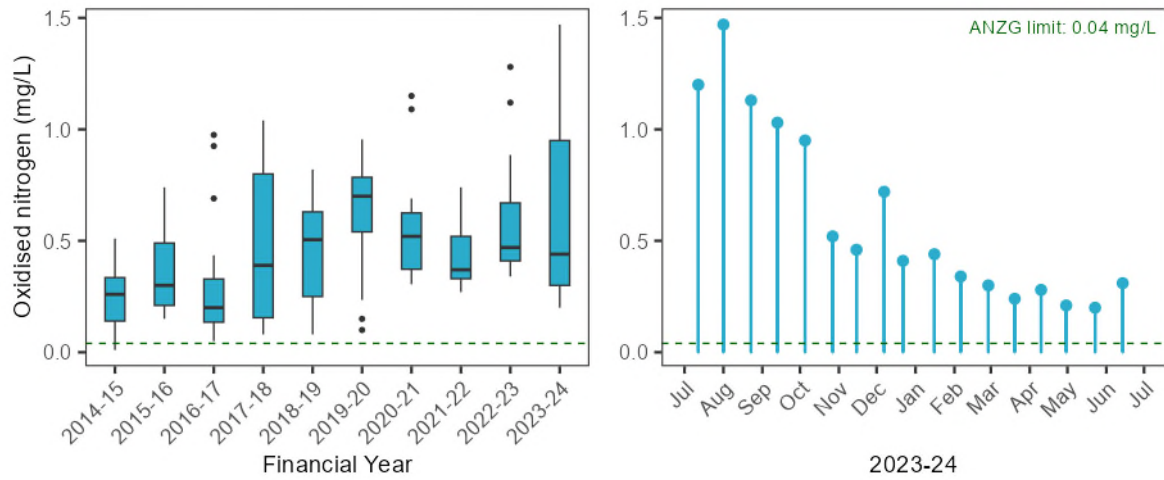 Oxidised nitrogen (mg/L)
1.5
1.0
0.5
0.0
2014-15
2015-16
2016-17
2017-18
2018-19
2019-20
2020-21
2021-22
2022-23
2023-24
Financial Year
ANZG limit: 0.04 mg/L
1.5
1.0
0.5
0.0
Jul
Aug
Sep
Oct
Nov
Dec
Jan
Feb
Mar
Apr
May
Jun
Jul
2023-24